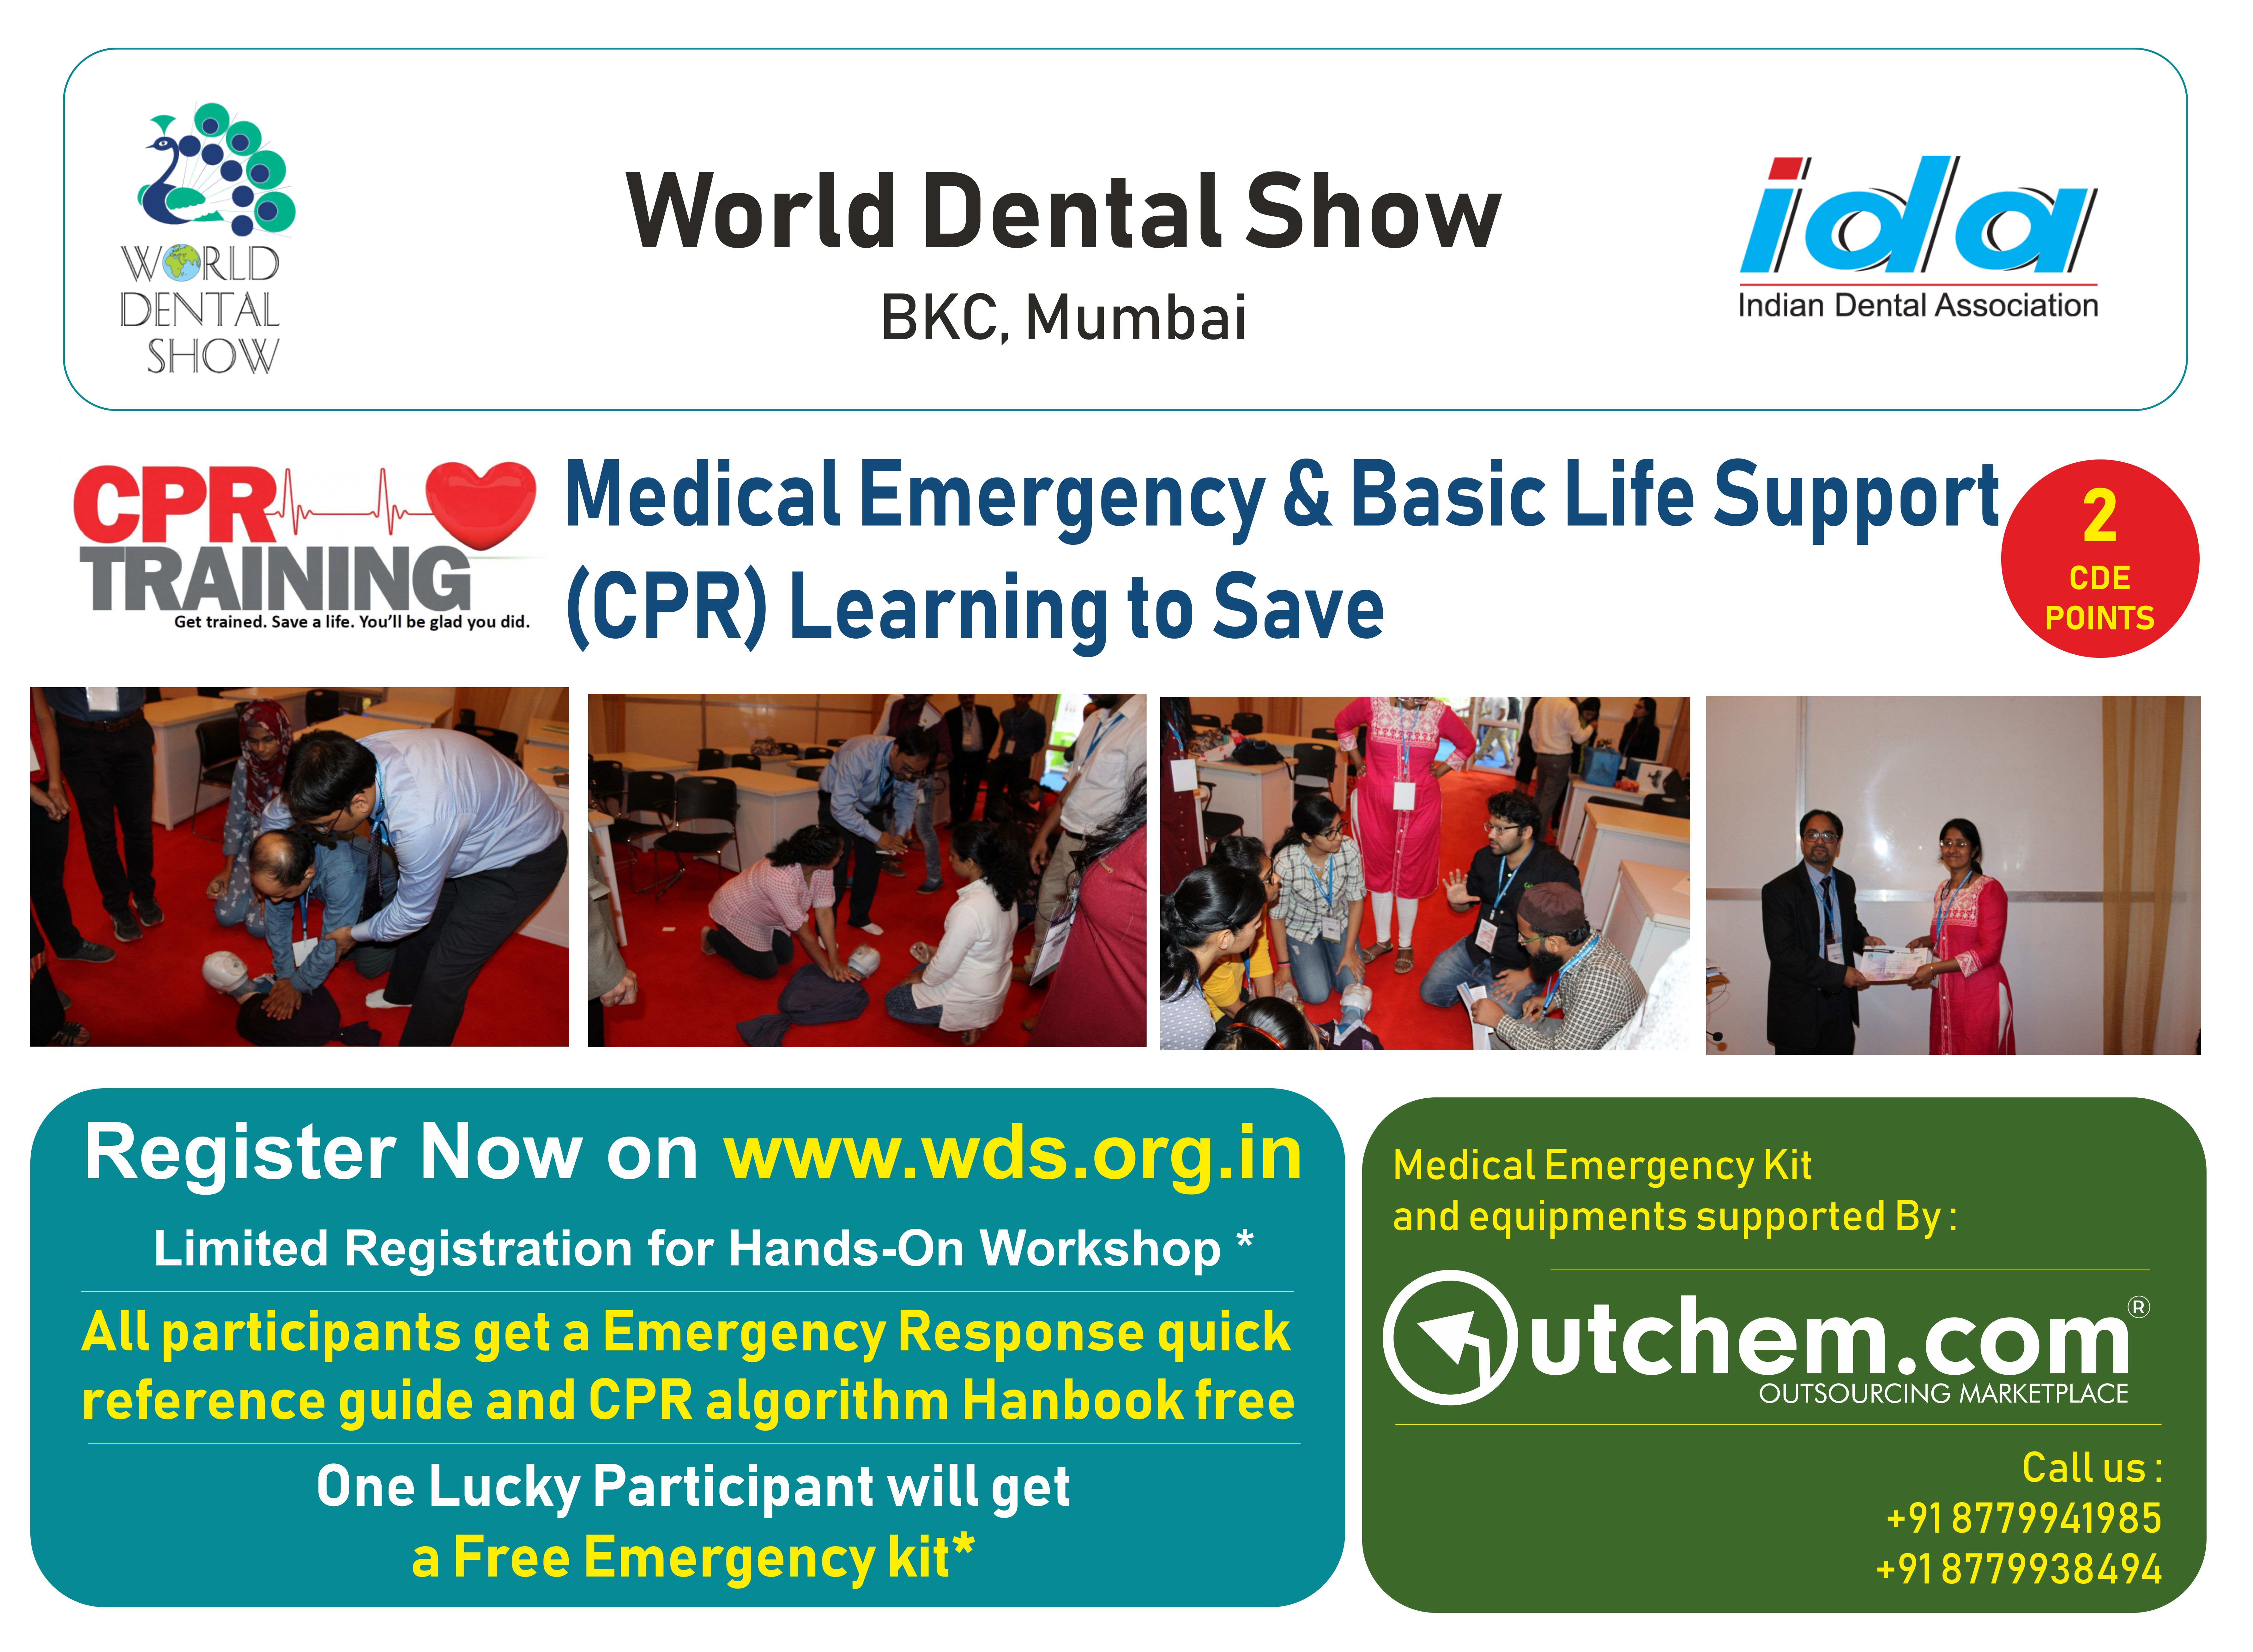 WORLD
DENTAL
SHOW
World Dental Show
BKC, Mumbai
ida
Indian Dental Association
CPR
TRAINING
Get trained. Save a life. You'll be glad you did.
Medical Emergency & Basic Life Support
(CPR) Learning to Save
2
CDE
POINTS
Register Now on www.wds.org.in
Limited Registration for Hands-On Workshop *
All participants get a Emergency Response quick
reference guide and CPR algorithm Hanbook free
One Lucky Participant will get
a Free Emergency kit*
Medical Emergency Kit
and equipments supported By :
Outchem.com ®
OUTSOURCING MARKETPLACE
Call us :
+91 8779941985
+91 8779938494